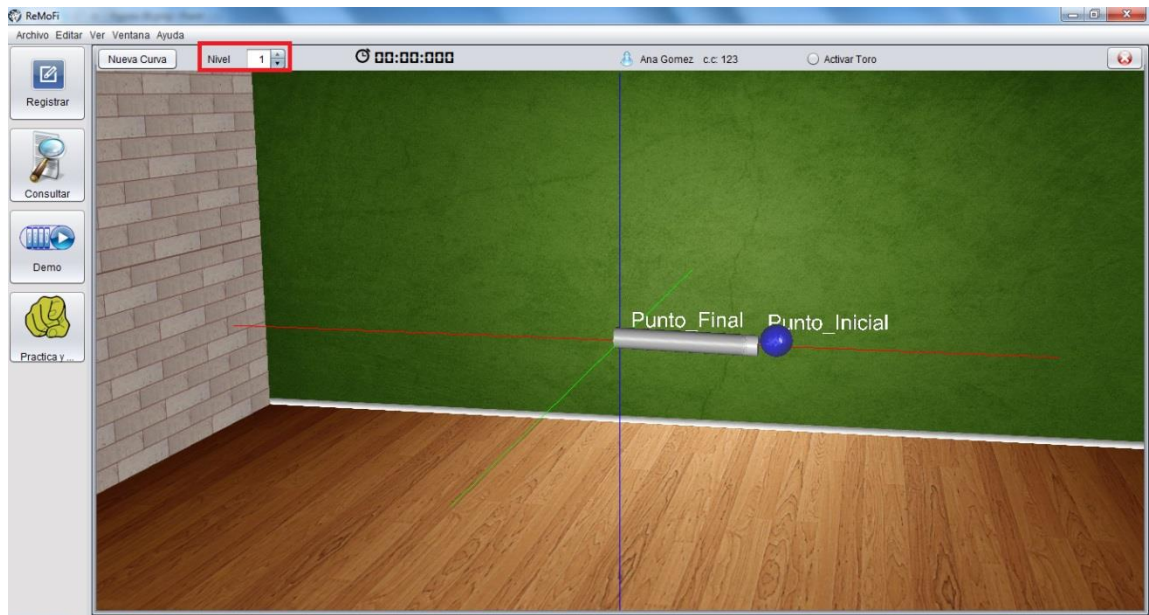 ReMoFi
Archivo Editar Ver Ventana Ayuda
Nueva Curva Nivel 1 00:00:000 Ana Gomez c.c: 123 Activar Toro
Registrar
Consultar
Demo
Practica y ...
Punto_Final Punto_Inicial